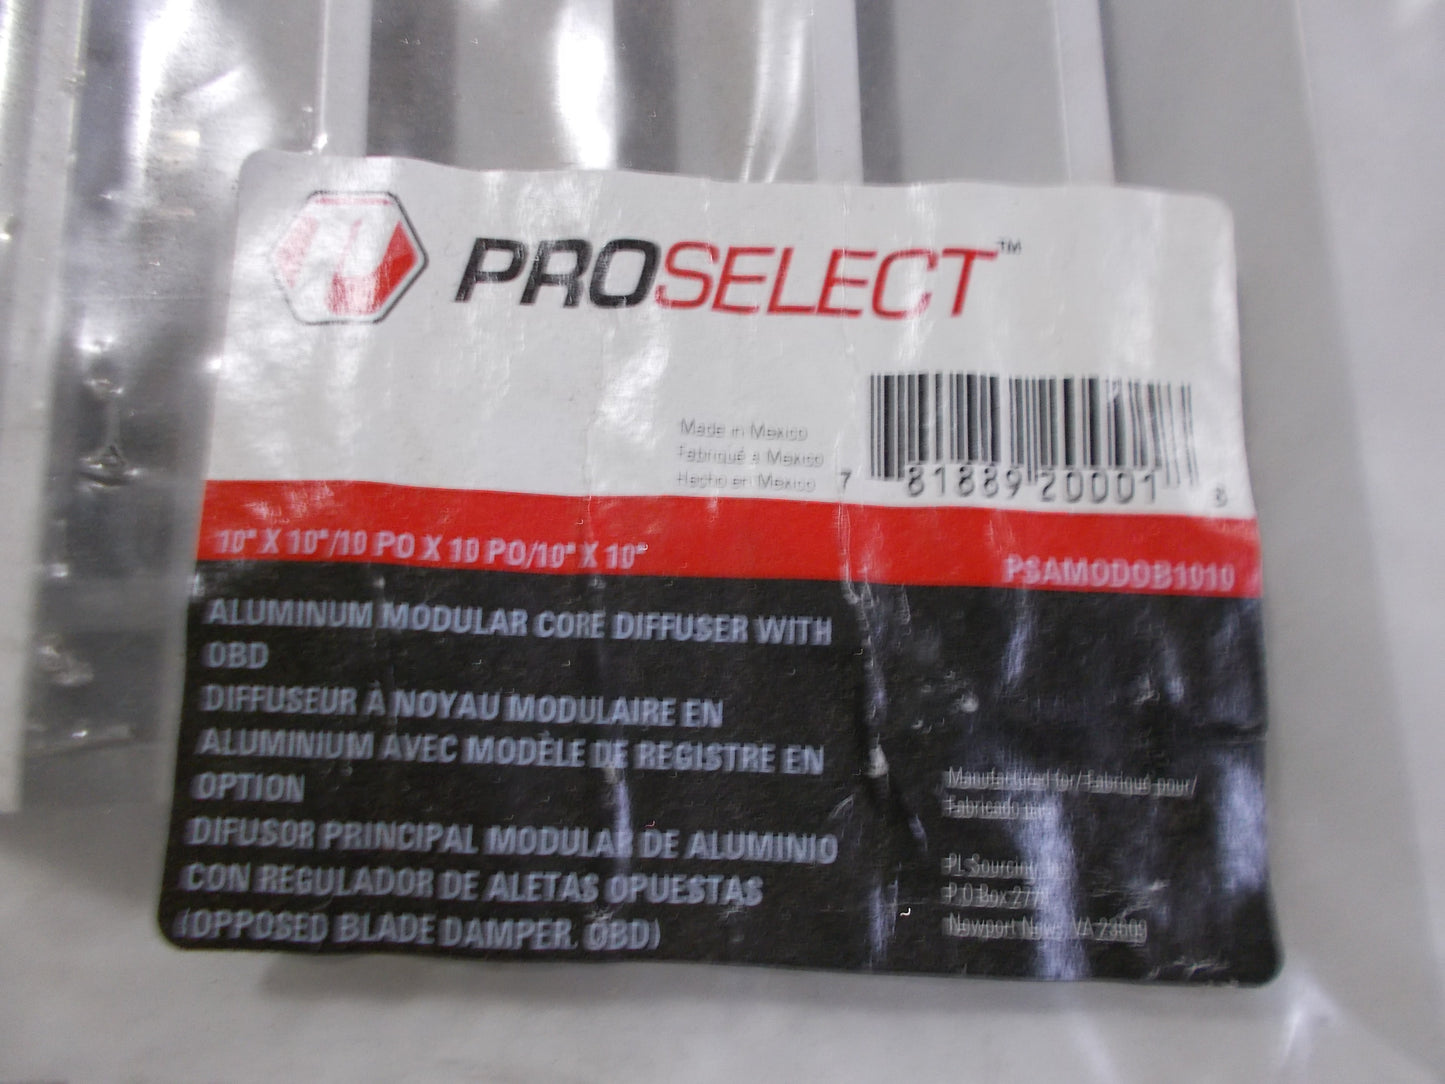 PROSELECT™
Made in Mexico
Fabriqué a Mexico
Hecho en Mexico
7 81889 20001 8
10" X 10"/10 PO X 10 PO/10" X 10"
PSAMODOB1010
ALUMINUM MODULAR CORE DIFFUSER WITH
OBD
DIFFUSEUR À NOYAU MODULAIRE EN
ALUMINIUM AVEC MODÈLE DE REGISTRE EN
OPTION
DIFUSOR PRINCIPAL MODULAR DE ALUMINIO
CON REGULADOR DE ALETAS OPUESTAS
(OPPOSED BLADE DAMPER, OBD)
Manufactured for/Fabriqué pour/
Fabricado
PL Sourcing
P.O Box
Newport News, VA